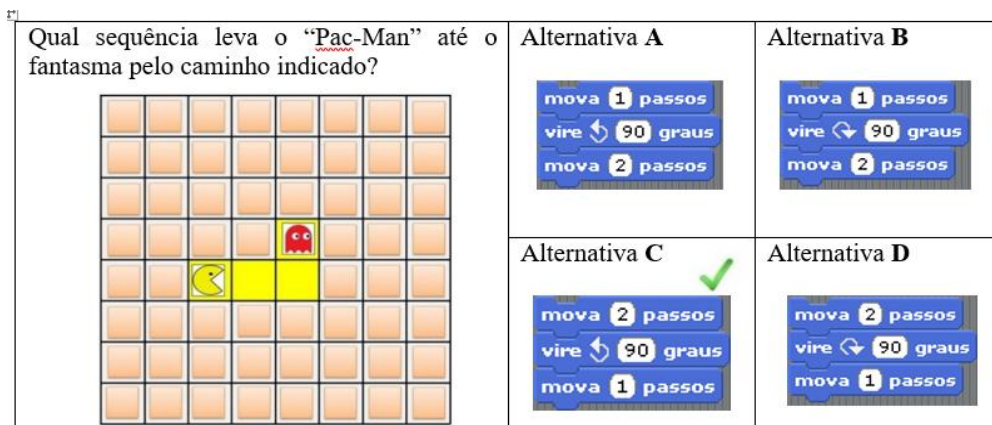 Qual sequência leva o “Pac-Man” até o
fantasma pelo caminho indicado?
Alternativa A
mova 1 passos
vire 90 graus
mova 2 passos
Alternativa B
mova 1 passos
vire 90 graus
mova 2 passos
Alternativa C
mova 2 passos
vire 90 graus
mova 1 passos
Alternativa D
mova 2 passos
vire 90 graus
mova 1 passos